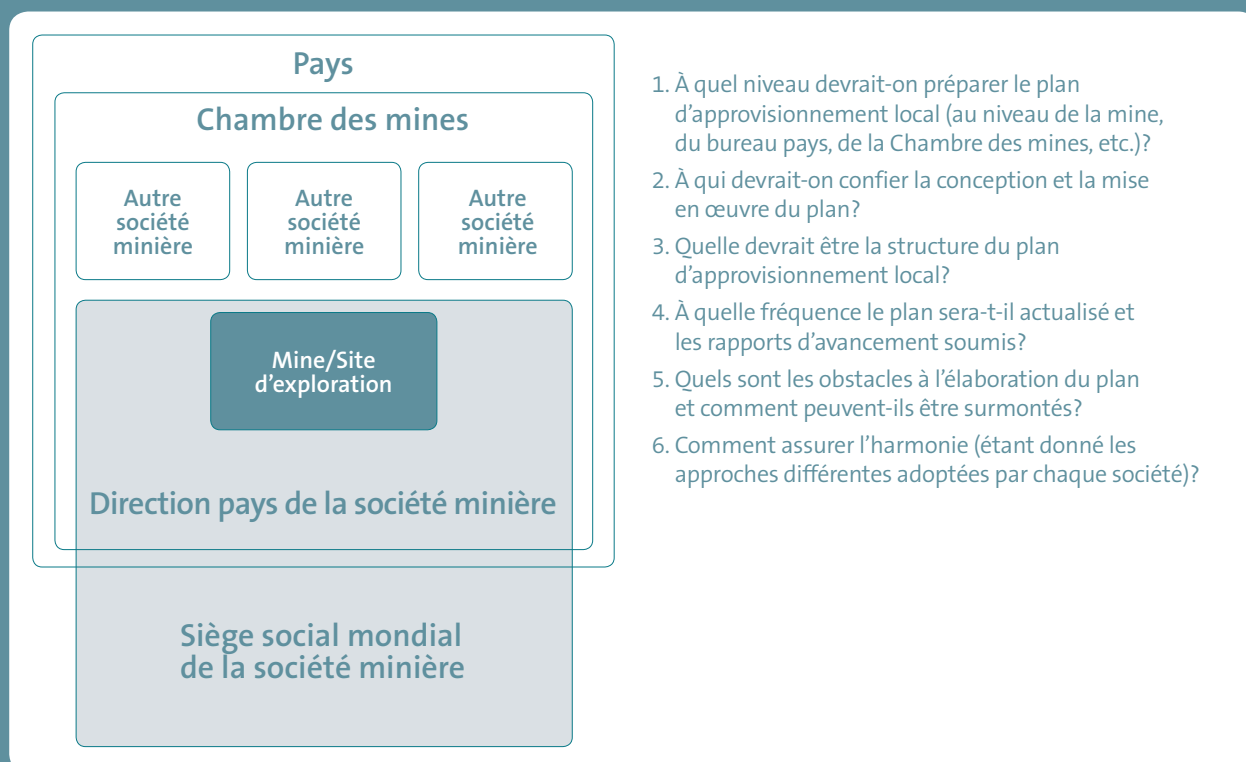 Pays
Chambre des mines
Autre
société
minière
Autre
société
minière
Autre
société
minière
Mine/Site
d'exploration
Direction pays de la société minière
Siège social mondial
de la société minière
1. À quel niveau devrait-on préparer le plan
d'approvisionnement local (au niveau de la mine,
du bureau pays, de la Chambre des mines, etc.)?
2. À qui devrait-on confier la conception et la mise
en œuvre du plan?
3. Quelle devrait être la structure du plan
d'approvisionnement local?
4. À quelle fréquence le plan sera-t-il actualisé et
les rapports d'avancement soumis?
5. Quels sont les obstacles à l'élaboration du plan
et comment peuvent-ils être surmontés?
6. Comment assurer l'harmonie (étant donné les
approches différentes adoptées par chaque société)?